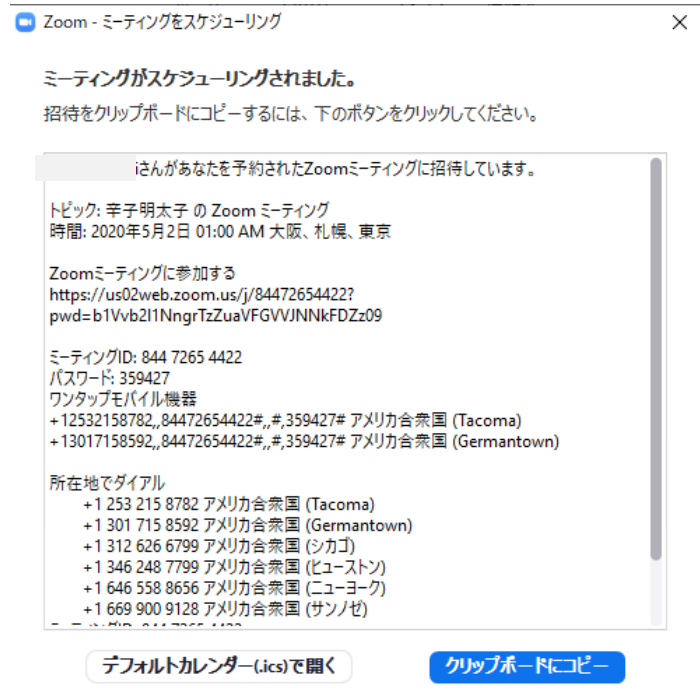 Zoom - ミーティングをスケジューリング
ミーティングがスケジューリングされました。
招待をクリップボードにコピーするには、下のボタンをクリックしてください。
iさんがあなたを予約されたZoomミーティングに招待しています。
トピック: 辛子明太子 の Zoom ミーティング
時間: 2020年5月2日 01:00 AM 大阪、札幌、東京
Zoomミーティングに参加する
https://us02web.zoom.us/j/84472654422?
pwd=b1Vvb2I1NngrTzZuaVFGVVJNNkFDZz09
ミーティングID: 844 7265 4422
パスワード: 359427
ワンタップモバイル機器
+12532158782,,84472654422#,,#,359427# アメリカ合衆国 (Tacoma)
+13017158592,,84472654422#,,#,359427# アメリカ合衆国 (Germantown)
所在地でダイアル
+1 253 215 8782 アメリカ合衆国 (Tacoma)
+1 301 715 8592 アメリカ合衆国 (Germantown)
+1 312 626 6799 アメリカ合衆国 (シカゴ)
+1 346 248 7799 アメリカ合衆国 (ヒューストン)
+1 646 558 8656 アメリカ合衆国 (ニューヨーク)
+1 669 900 9128 アメリカ合衆国 (サンノゼ)
ミーティングID: 844 7265 4422
デフォルトカレンダー(.ics)で開く
クリップボードにコピー